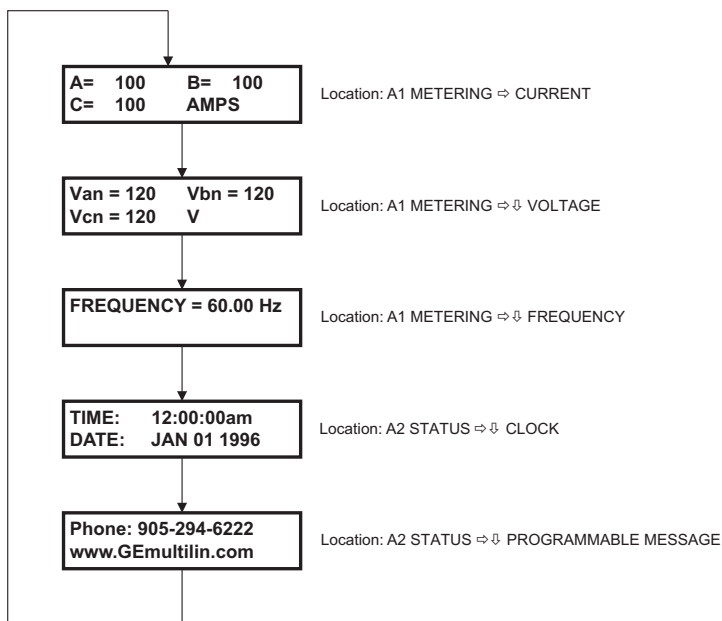 A= 100 B= 100
C= 100 AMPS
Location: A1 METERING ⇨ CURRENT
Van = 120 Vbn = 120
Vcn = 120 V
Location: A1 METERING ⇨⇩ VOLTAGE
FREQUENCY = 60.00 Hz
Location: A1 METERING ⇨⇩ FREQUENCY
TIME: 12:00:00am
DATE: JAN 01 1996
Location: A2 STATUS ⇨⇩ CLOCK
Phone: 905-294-6222
www.GEmultilin.com
Location: A2 STATUS ⇨⇩ PROGRAMMABLE MESSAGE